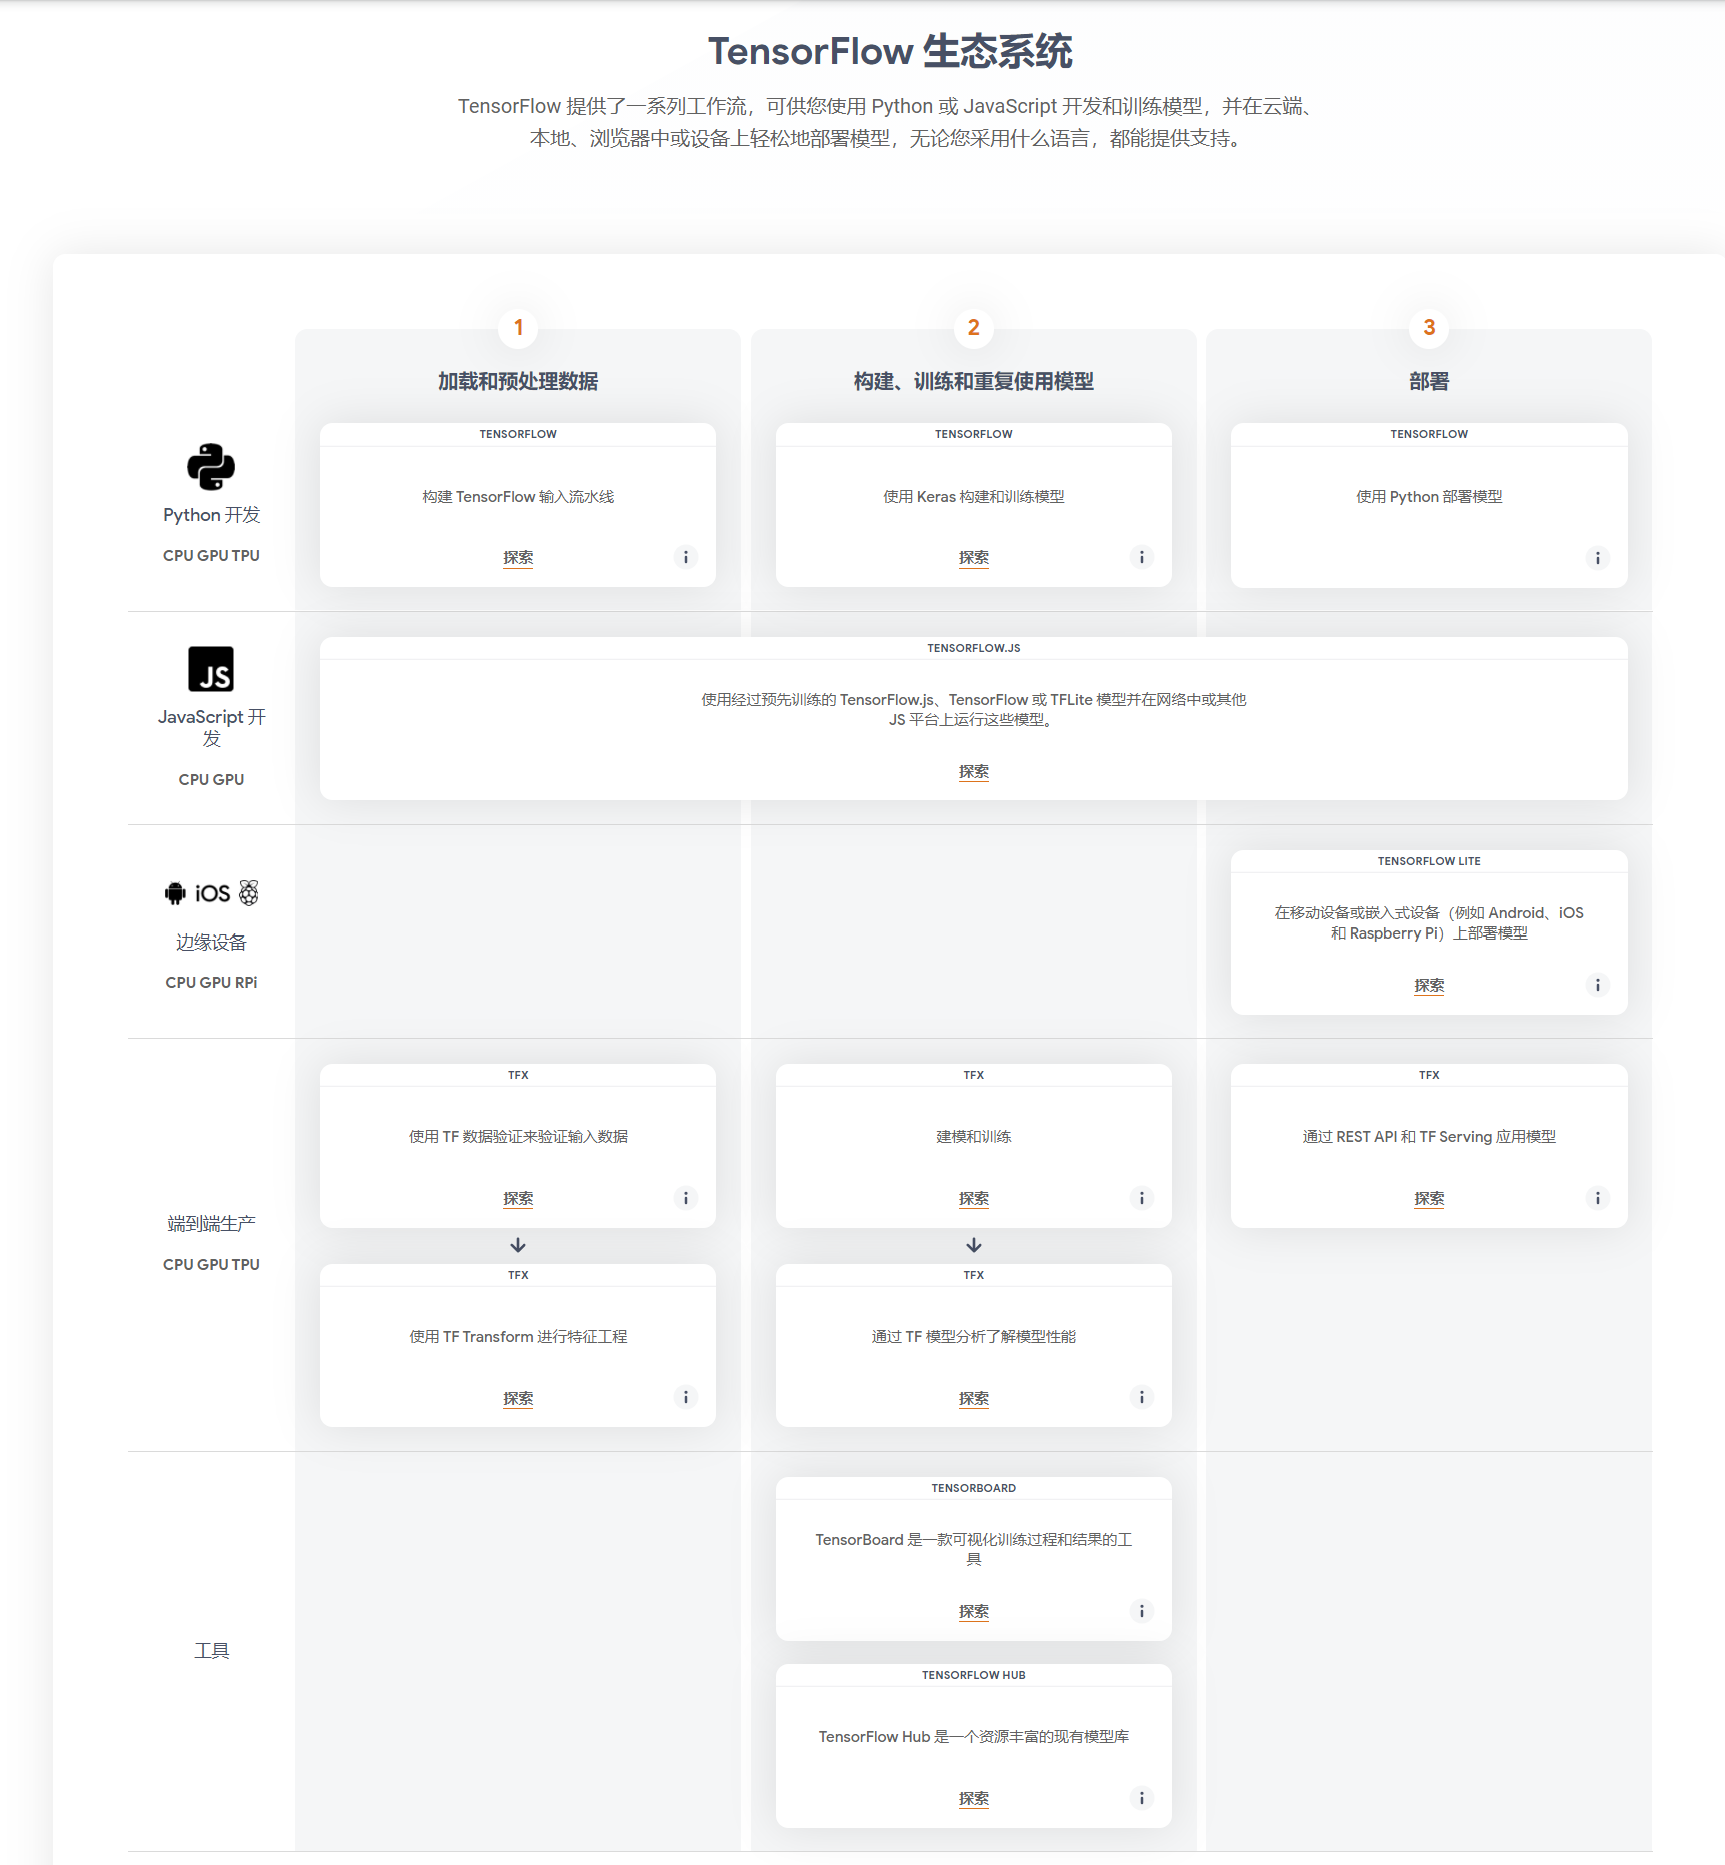 TensorFlow 生态系统
TensorFlow 提供了一系列工作流，可供您使用 Python 或 JavaScript 开发和训练模型，并在云端、
本地、浏览器中或设备上轻松地部署模型，无论您采用什么语言，都能提供支持。
1
加载和预处理数据
2
构建、训练和重复使用模型
3
部署
Python 开发
CPU GPU TPU
TENSORFLOW
构建 TensorFlow 输入流水线
探索
i
TENSORFLOW
使用 Keras 构建和训练模型
探索
i
TENSORFLOW
使用 Python 部署模型
i
JS
JavaScript 开
发
CPU GPU
TENSORFLOW.JS
使用经过预先训练的 TensorFlow.js、TensorFlow 或 TFLite 模型并在网络中或其他
JS 平台上运行这些模型。
探索
iOS
边缘设备
CPU GPU RPi
TENSORFLOW LITE
在移动设备或嵌入式设备（例如 Android、iOS
和 Raspberry Pi）上部署模型
探索
i
端到端生产
CPU GPU TPU
TFX
使用 TF 数据验证来验证输入数据
探索
i
TFX
使用 TF Transform 进行特征工程
探索
i
TFX
建模和训练
探索
i
TFX
通过 TF 模型分析了解模型性能
探索
i
TFX
通过 REST API 和 TF Serving 应用模型
探索
i
工具
TENSORBOARD
TensorBoard 是一款可视化训练过程和结果的工
具
探索
i
TENSORFLOW HUB
TensorFlow Hub 是一个资源丰富的现有模型库
探索
i